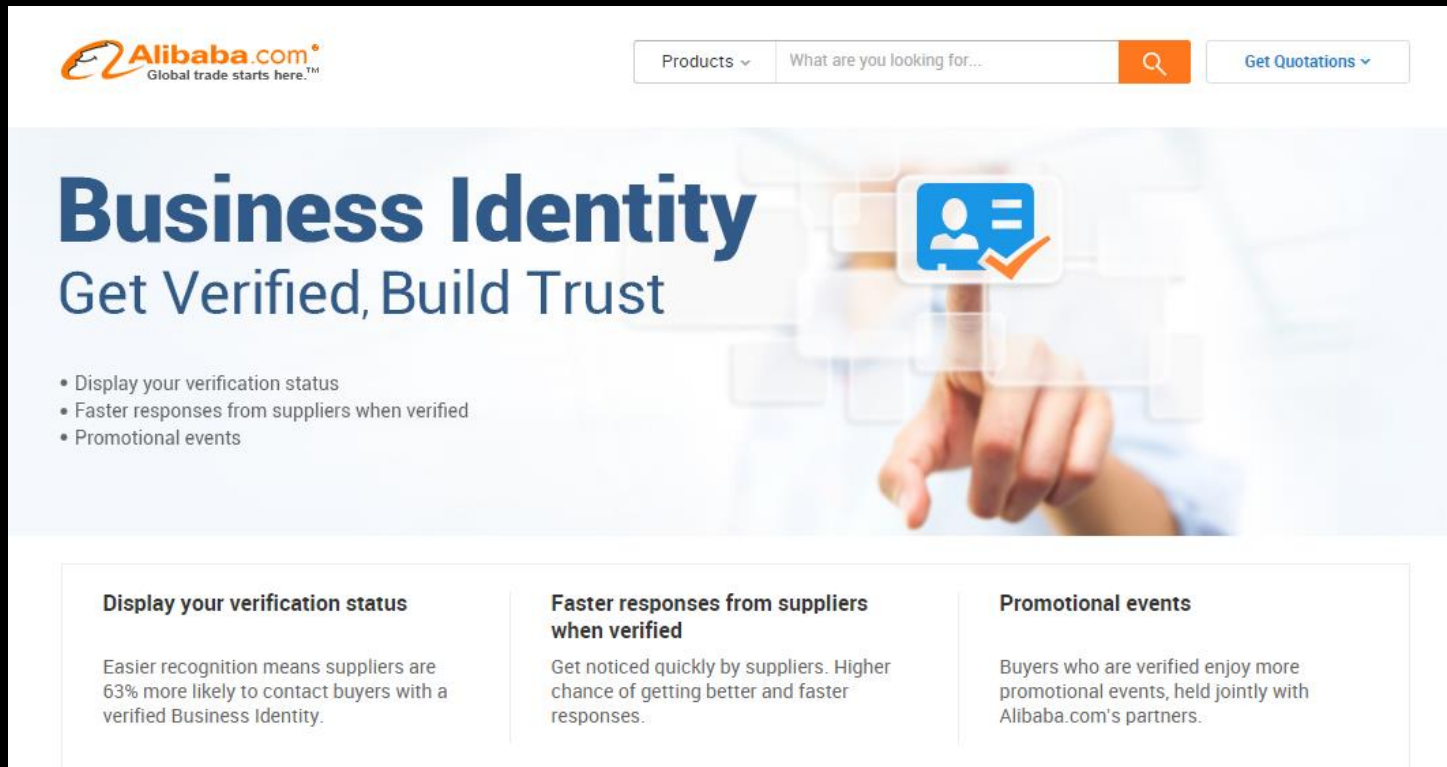 Alibaba.com®
Global trade starts here.™
Products
What are you looking for...
Get Quotations
Business Identity
Get Verified, Build Trust
• Display your verification status
• Faster responses from suppliers when verified
• Promotional events
Display your verification status
Easier recognition means suppliers are
63% more likely to contact buyers with a
verified Business Identity.
Faster responses from suppliers
when verified
Get noticed quickly by suppliers. Higher
chance of getting better and faster
responses.
Promotional events
Buyers who are verified enjoy more
promotional events, held jointly with
Alibaba.com's partners.